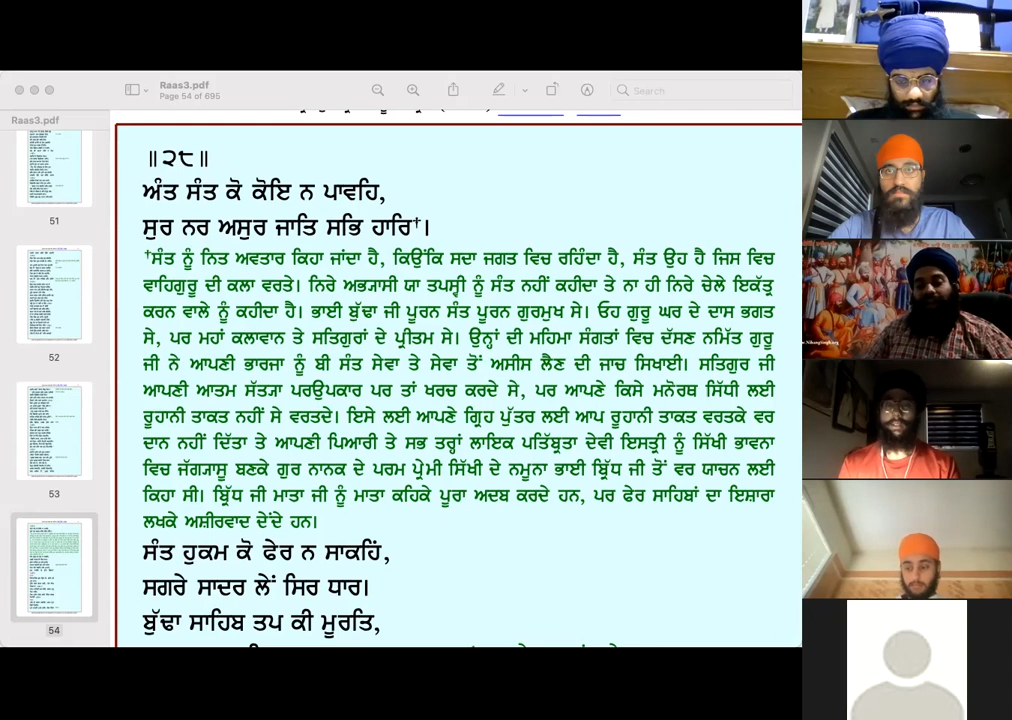 Raas3.pdf
Page 54 of 695
Search
Raas3.pdf
51
52
53
54
॥੨੮॥
ਅੰਤ ਸੰਤ ਕੋ ਕੋਇ ਨ ਪਾਵਹਿ,
ਸੁਰ ਨਰ ਅਸੁਰ ਜਾਤਿ ਸਭਿ ਹਾਰਿ†।
†ਸੰਤ ਨੂੰ ਨਿਤ ਅਵਤਾਰ ਕਿਹਾ ਜਾਂਦਾ ਹੈ, ਕਿਉਂਕਿ ਸਦਾ ਜਗਤ ਵਿਚ ਰਹਿੰਦਾ ਹੈ, ਸੰਤ ਉਹ ਹੈ ਜਿਸ ਵਿਚ
ਵਾਹਿਗੁਰੂ ਦੀ ਕਲਾ ਵਰਤੇ। ਨਿਰੇ ਅਭ੍ਯਾਸੀ ਯਾ ਤਪਸ੍ਵੀ ਨੂੰ ਸੰਤ ਨਹੀਂ ਕਹੀਦਾ ਤੇ ਨਾ ਹੀ ਨਿਰੇ ਚੇਲੇ ਇਕੱਤ੍ਰ
ਕਰਨ ਵਾਲੇ ਨੂੰ ਕਹੀਦਾ ਹੈ। ਭਾਈ ਬੁੱਢਾ ਜੀ ਪੂਰਨ ਸੰਤ ਪੂਰਨ ਗੁਰਮੁਖ ਸੇ। ਓਹ ਗੁਰੂ ਘਰ ਦੇ ਦਾਸ ਭਗਤ
ਸੇ, ਪਰ ਮਹਾਂ ਕਲਾਵਾਨ ਤੇ ਸਤਿਗੁਰਾਂ ਦੇ ਪ੍ਰੀਤਮ ਸੇ। ਉਨ੍ਹਾਂ ਦੀ ਮਹਿਮਾ ਸੰਗਤਾਂ ਵਿਚ ਦੱਸਣ ਨਮਿੱਤ ਗੁਰੂ
ਜੀ ਨੇ ਆਪਣੀ ਭਾਰਜਾ ਨੂੰ ਬੀ ਸੰਤ ਸੇਵਾ ਤੇ ਸੇਵਾ ਤੋਂ ਅਸੀਸ ਲੈਣ ਦੀ ਜਾਚ ਸਿਖਾਈ। ਸਤਿਗੁਰ ਜੀ
ਆਪਣੀ ਆਤਮ ਸੱਤ੍ਯਾ ਪਰਉਪਕਾਰ ਪਰ ਤਾਂ ਖਰਚ ਕਰਦੇ ਸੇ, ਪਰ ਆਪਣੇ ਕਿਸੇ ਮਨੋਰਥ ਸਿੱਧੀ ਲਈ
ਰੂਹਾਨੀ ਤਾਕਤ ਨਹੀਂ ਸੇ ਵਰਤਦੇ। ਇਸੇ ਲਈ ਆਪਣੇ ਗ੍ਰਿਹ ਪੁੱਤਰ ਲਈ ਆਪ ਰੂਹਾਨੀ ਤਾਕਤ ਵਰਤਕੇ ਵਰ
ਦਾਨ ਨਹੀਂ ਦਿੱਤਾ ਤੇ ਆਪਣੀ ਪਿਆਰੀ ਤੇ ਸਭ ਤਰ੍ਹਾਂ ਲਾਇਕ ਪਤਿੱਬ੍ਰਤਾ ਦੇਵੀ ਇਸਤ੍ਰੀ ਨੂੰ ਸਿੱਖੀ ਭਾਵਨਾ
ਵਿਚ ਜੱਗ੍ਯਾਸੂ ਬਣਕੇ ਗੁਰ ਨਾਨਕ ਦੇ ਪਰਮ ਪ੍ਰੇਮੀ ਸਿੱਖੀ ਦੇ ਨਮੂਨਾ ਭਾਈ ਬ੍ਰਿੱਧ ਜੀ ਤੋਂ ਵਰ ਯਾਚਨ ਲਈ
ਕਿਹਾ ਸੀ। ਬ੍ਰਿੱਧ ਜੀ ਮਾਤਾ ਜੀ ਨੂੰ ਮਾਤਾ ਕਹਿਕੇ ਪੂਰਾ ਅਦਬ ਕਰਦੇ ਹਨ, ਪਰ ਫੇਰ ਸਾਹਿਬਾਂ ਦਾ ਇਸ਼ਾਰਾ
ਲਖਕੇ ਅਸ਼ੀਰਵਾਦ ਦੇਂਦੇ ਹਨ।
ਸੰਤ ਹੁਕਮ ਕੋ ਫੇਰ ਨ ਸਾਕਹਿਂ,
ਸਗਰੇ ਸਾਦਰ ਲੇਂ ਸਿਰ ਧਾਰ।
ਬੁੱਢਾ ਸਾਹਿਬ ਤਪ ਕੀ ਮੂਰਤਿ,